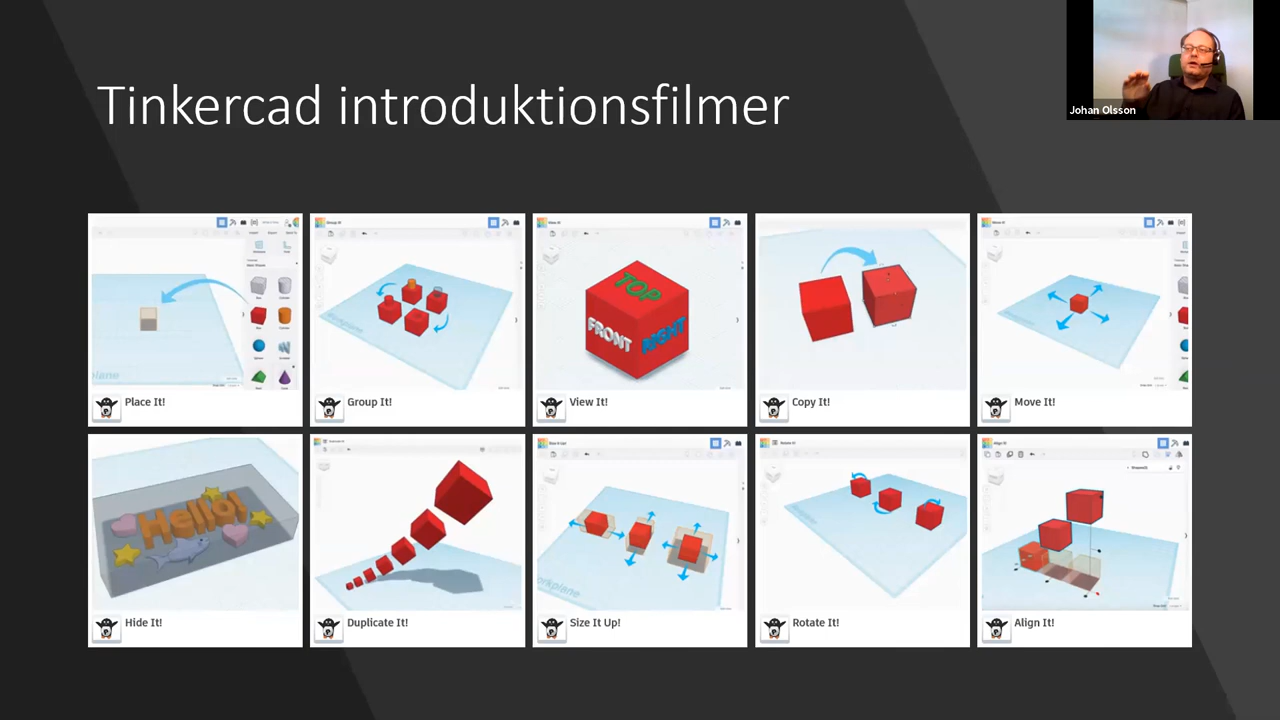 Tinkercad introduktionsfilmer
Johan Olsson
TOP
FRONT
RIGHT
Place It!
Group It!
View It!
Copy It!
Move It!
Hello!
Hide It!
Duplicate It!
Size It Up!
Rotate It!
Align It!